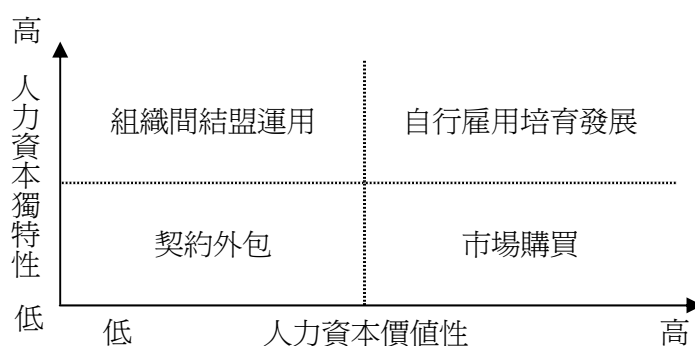 高
人力資本獨特性
組織間結盟運用
自行雇用培育發展
契約外包
市場購買
低
低
人力資本價值性
高